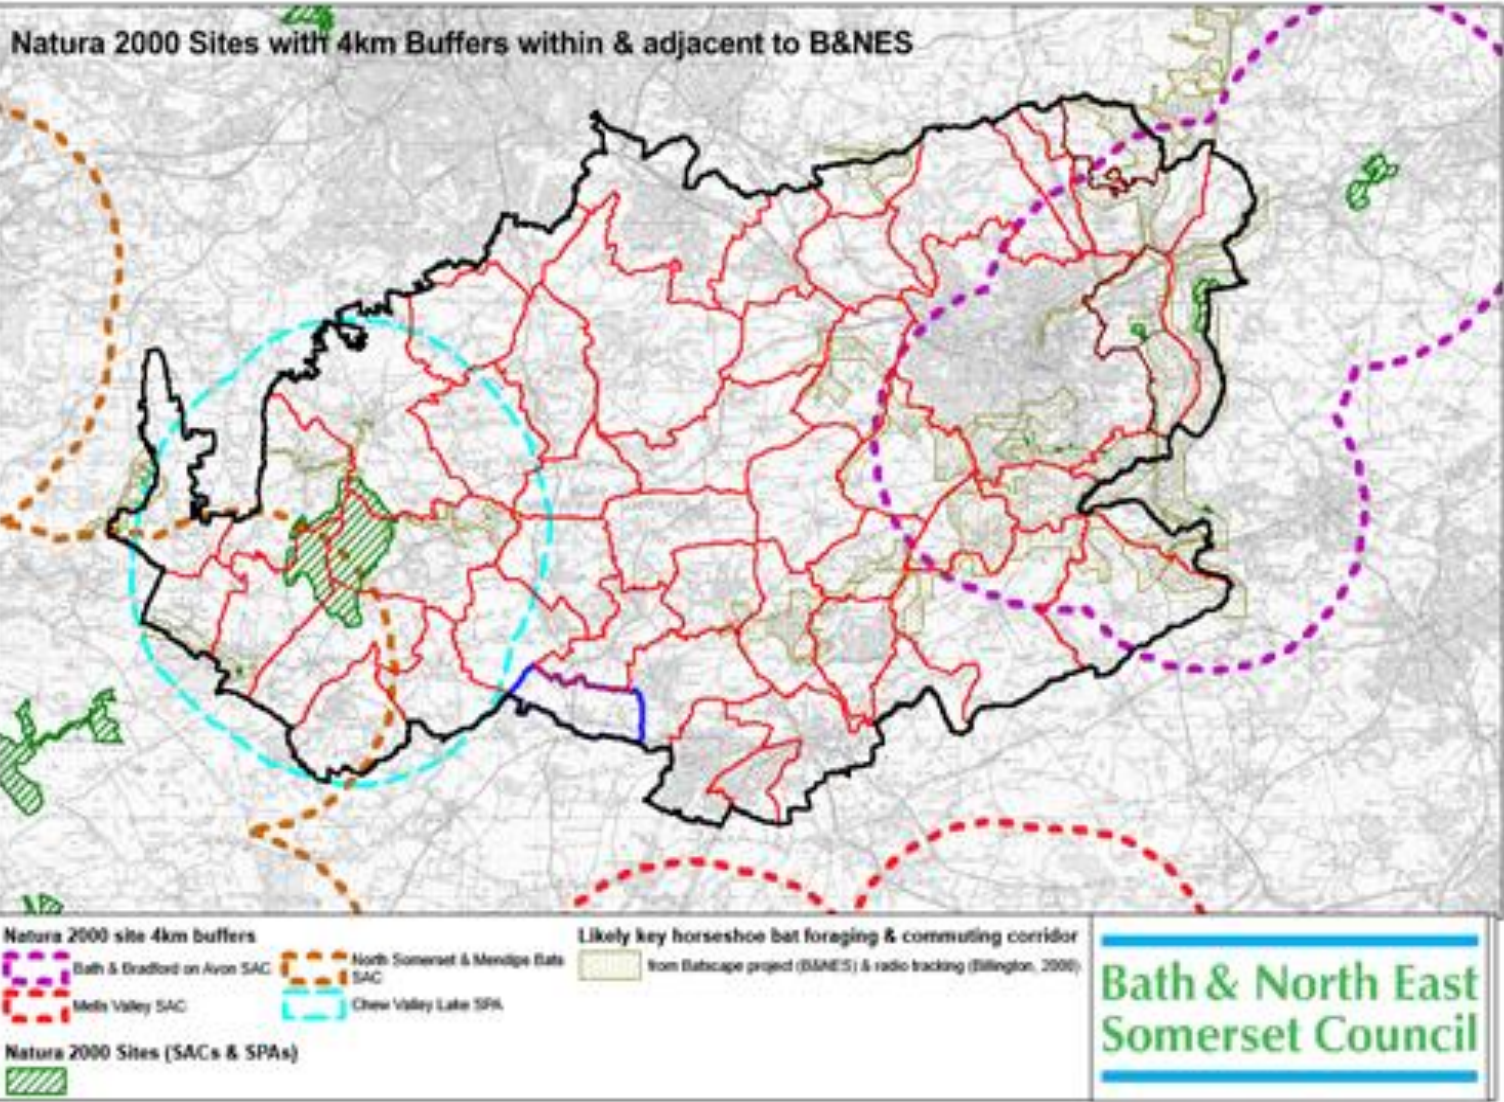 Natura 2000 Sites with 4km Buffers within & adjacent to B&NES
Natura 2000 site 4km buffers
Bath & Bradford on Avon SAC
North Somerset & Mendips Bats
SAC
Mells Valley SAC
Chew Valley Lake SPA
Likely key horseshoe bat foraging & commuting corridor
from Batscape project (B&NES) & radio tracking (Billington, 2000)
Natura 2000 Sites (SACs & SPAs)
Bath & North East
Somerset Council